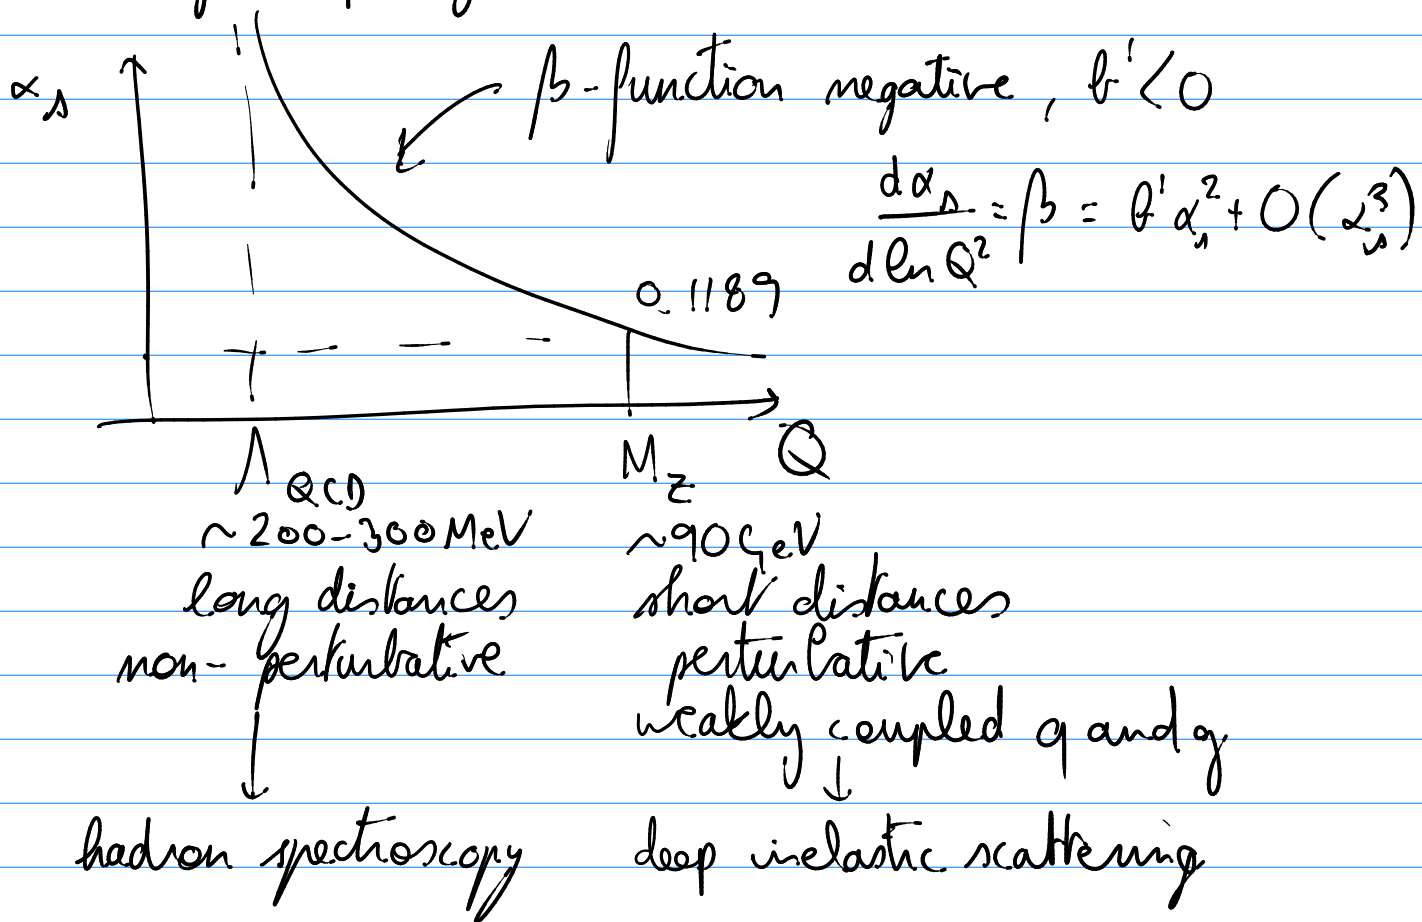 β-function negative, b' < 0
α_s
dα_s / d ln Q² = β = b' α_s² + O(α_s³)
0.1189
Λ_QCD M_Z Q
~200-300 MeV ~90 GeV
long distances short distances
non-perturbative perturbative
weakly coupled q and g
hadron spectroscopy deep inelastic scattering